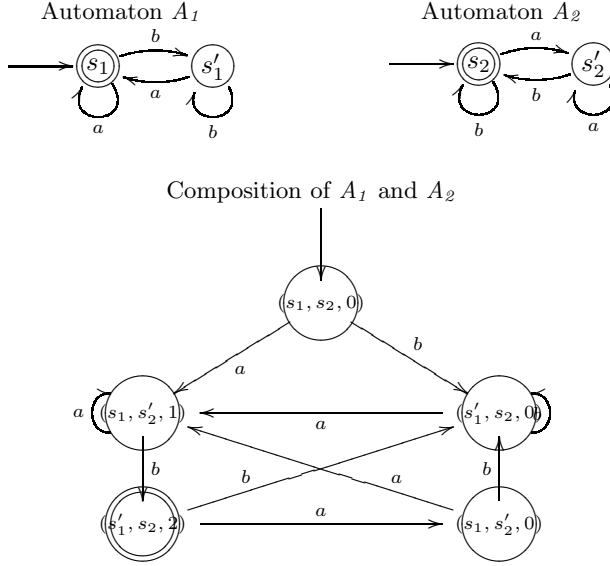 Automaton A₁ Automaton A₂
b a
s₁ s′₁ s₂ s′₂
a b
a b b a
Composition of A₁ and A₂
(s₁, s₂, 0)
a b
a (s₁, s′₂, 1) a (s′₁, s₂, 0) b
b b a b
(s′₁, s₂, 2) a (s₁, s′₂, 0)